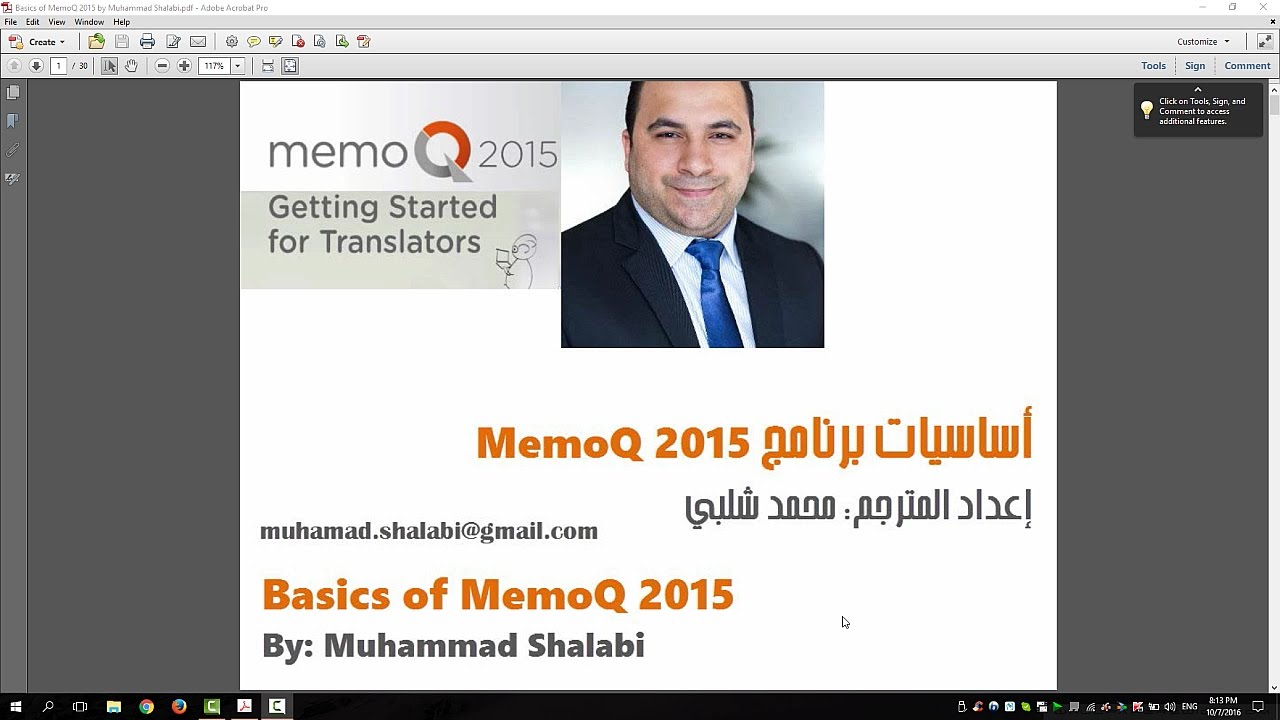 Basics of MemoQ 2015 by Muhammad Shalabi.pdf - Adobe Acrobat Pro
File Edit View Window Help
Create Customize
1 / 30 117% Tools Sign Comment
Click on Tools, Sign, and
Comment to access
additional features.
memoQ 2015
Getting Started
for Translators
أساسيات برنامج MemoQ 2015
إعداد المترجم: محمد شلبي
muhamad.shalabi@gmail.com
Basics of MemoQ 2015
By: Muhammad Shalabi
ENG
8:13 PM
10/7/2016